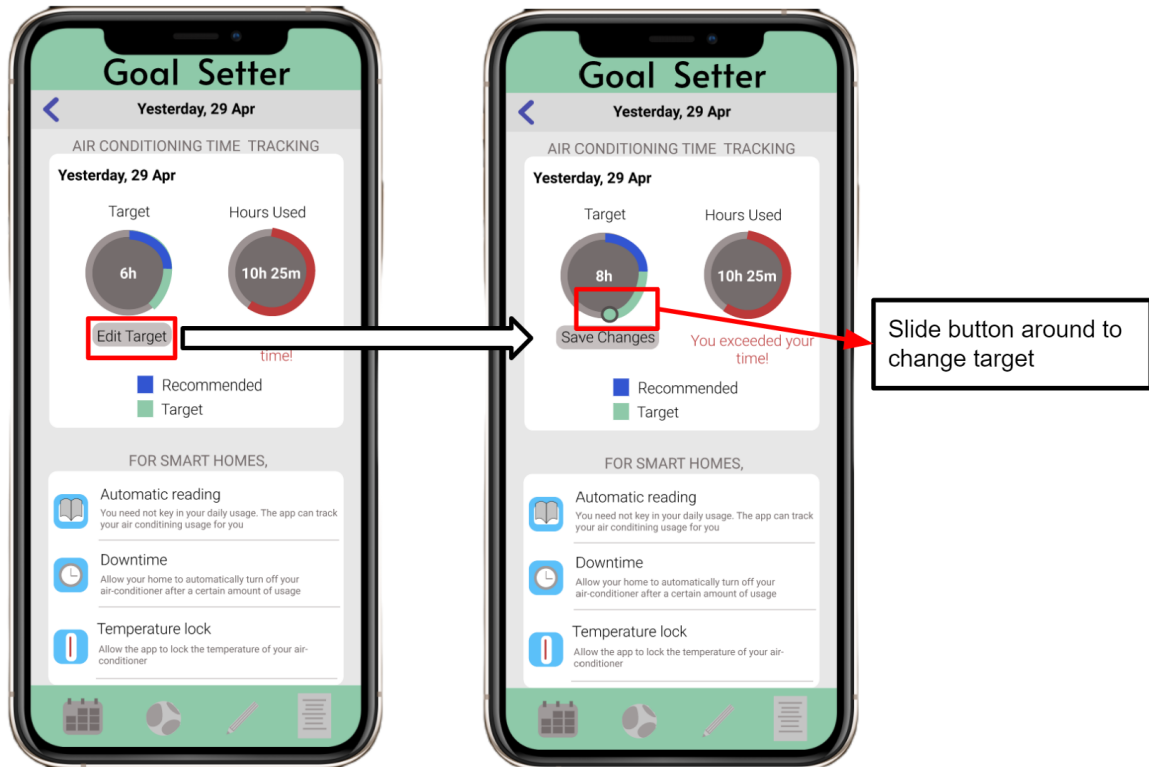 Goal Setter
Yesterday, 29 Apr
AIR CONDITIONING TIME TRACKING
Yesterday, 29 Apr
Target
Hours Used
6h
10h 25m
Edit Target
time!
Recommended
Target
FOR SMART HOMES,
Automatic reading
You need not key in your daily usage. The app can track
your air conditining usage for you
Downtime
Allow your home to automatically turn off your
air-conditioner after a certain amount of usage
Temperature lock
Allow the app to lock the temperature of your air-
conditioner
Goal Setter
Yesterday, 29 Apr
AIR CONDITIONING TIME TRACKING
Yesterday, 29 Apr
Target
Hours Used
8h
10h 25m
Save Changes
You exceeded your
time!
Recommended
Target
FOR SMART HOMES,
Automatic reading
You need not key in your daily usage. The app can track
your air conditining usage for you
Downtime
Allow your home to automatically turn off your
air-conditioner after a certain amount of usage
Temperature lock
Allow the app to lock the temperature of your air-
conditioner
Slide button around to
change target